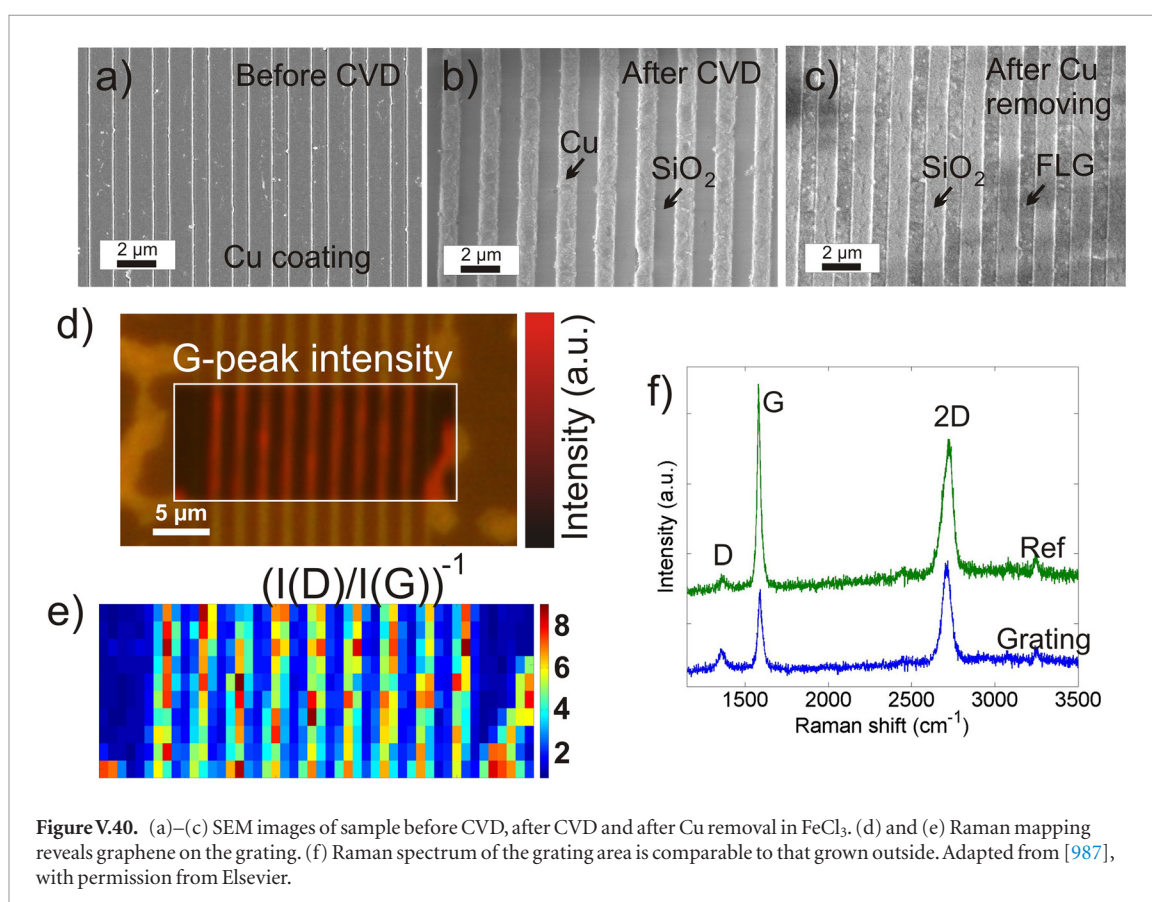 a)
Before CVD
2 µm
Cu coating
b)
After CVD
Cu
SiO₂
2 µm
c)
After Cu
removing
SiO₂
FLG
2 µm
d)
G-peak intensity
5 µm
Intensity (a.u.)
e)
(I(D)/I(G))⁻¹
8
6
4
2
f)
G
2D
D
Ref
Grating
Intensity (a.u.)
1500 2000 2500 3000 3500
Raman shift (cm⁻¹)
Figure V.40. (a)–(c) SEM images of sample before CVD, after CVD and after Cu removal in FeCl₃. (d) and (e) Raman mapping
reveals graphene on the grating. (f) Raman spectrum of the grating area is comparable to that grown outside. Adapted from [987],
with permission from Elsevier.